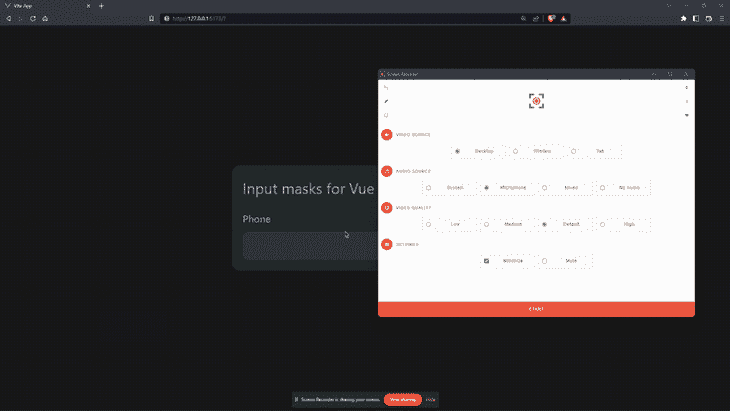 Vite App
https://127.0.0.1:5173/
Screen Recorder
VIDEO SOURCE
Desktop
Window
Tab
AUDIO SOURCE
System
Microphone
Mixed
No Audio
VIDEO QUALITY
Low
Medium
Default
High
Input masks for Vue
Phone
Minimize
Mute
START
Screen Recorder is sharing your screen.
Stop sharing
Hide